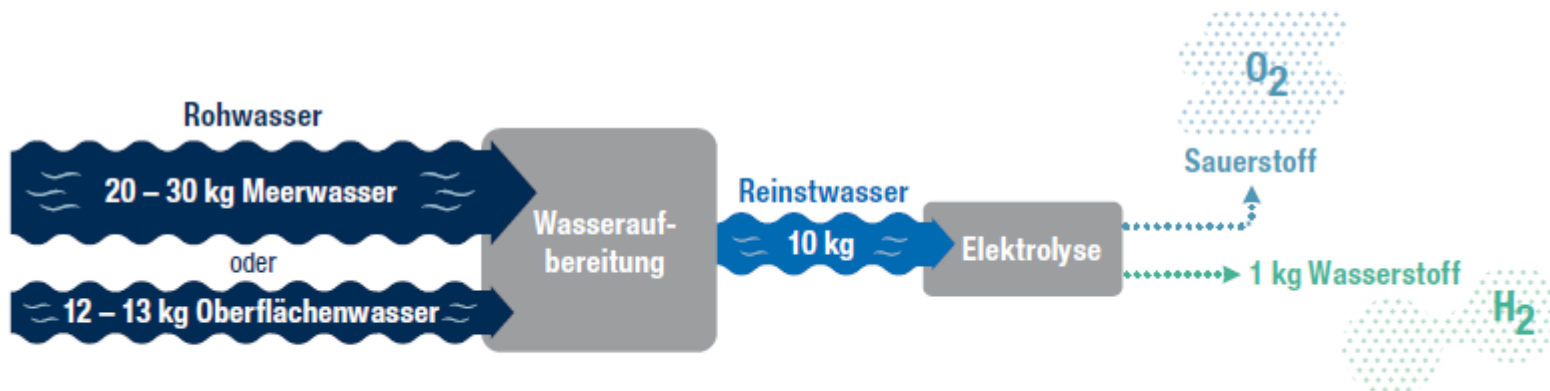 Rohwasser
20 – 30 kg Meerwasser
oder
12 – 13 kg Oberflächenwasser
Wasserauf-
bereitung
Reinstwasser
10 kg
Elektrolyse
O2
Sauerstoff
1 kg Wasserstoff
H2